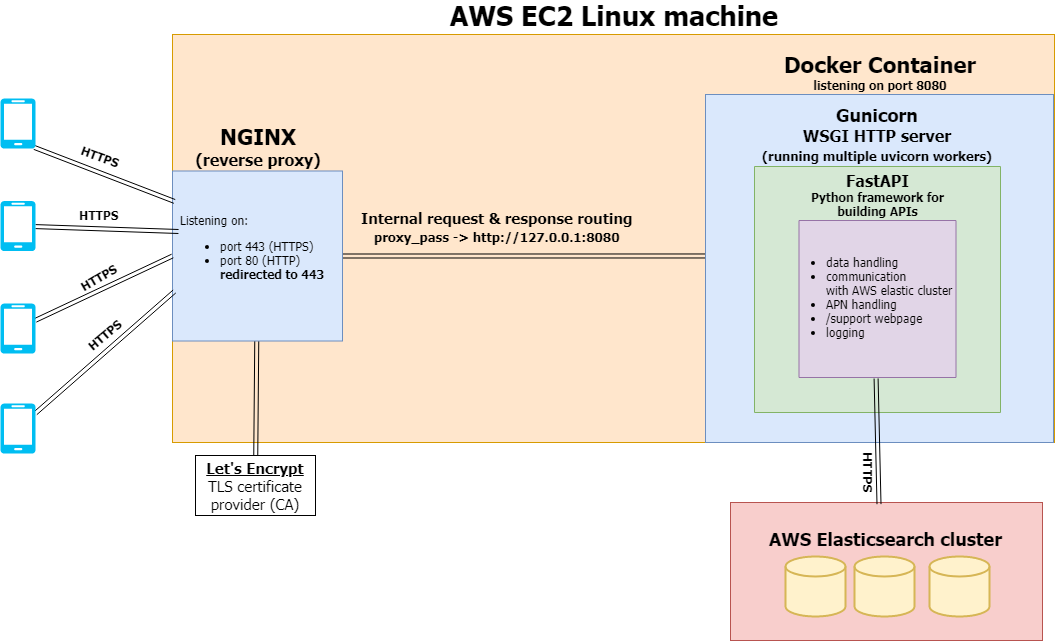 AWS EC2 Linux machine
Docker Container
listening on port 8080
Gunicorn
WSGI HTTP server
(running multiple uvicorn workers)
FastAPI
Python framework for
building APIs
NGINX
(reverse proxy)
HTTPS
HTTPS
HTTPS
HTTPS
Listening on:
• port 443 (HTTPS)
• port 80 (HTTP)
redirected to 443
Internal request & response routing
proxy_pass -> http://127.0.0.1:8080
• data handling
• communication
with AWS elastic cluster
• APN handling
• /support webpage
• logging
Let's Encrypt
TLS certificate
provider (CA)
HTTPS
AWS Elasticsearch cluster